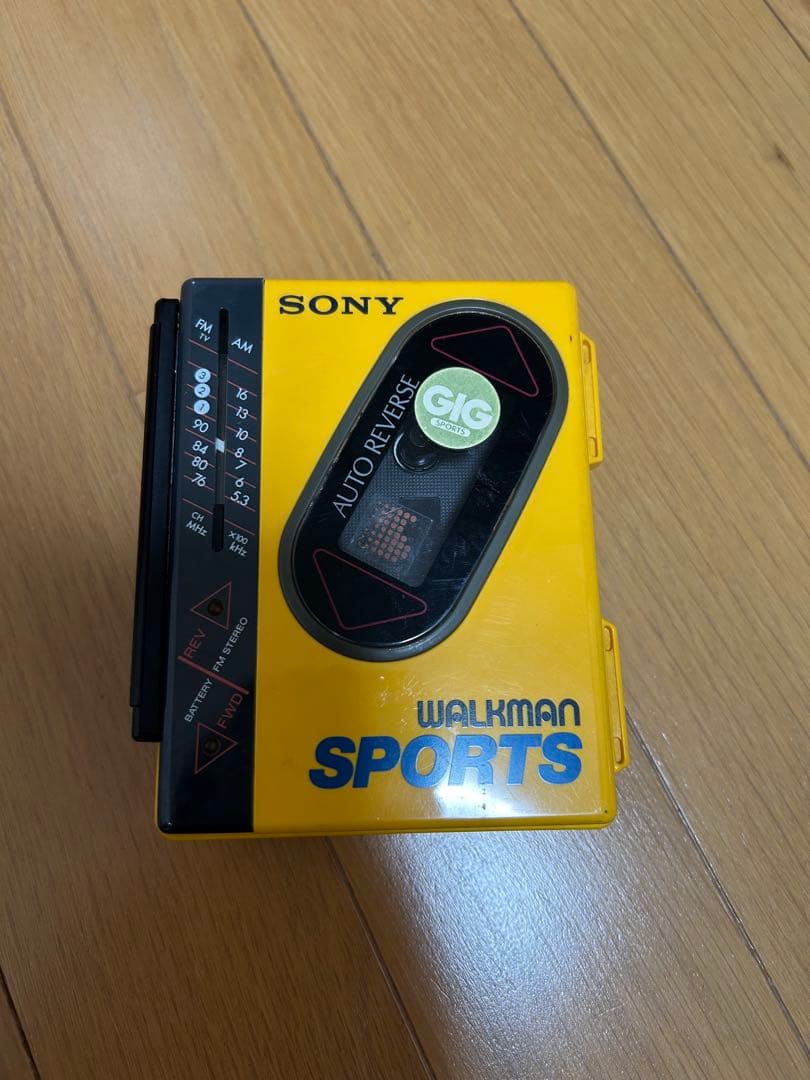 SONY
FM
TV
AM
3
2
1
90
84
80
76
16
13
10
8
7
6
5.3
CH
MHz
×100
kHz
AUTO REVERSE
GIG
SPORTS
REV
FM STEREO
BATTERY
FWD
WALKMAN
SPORTS